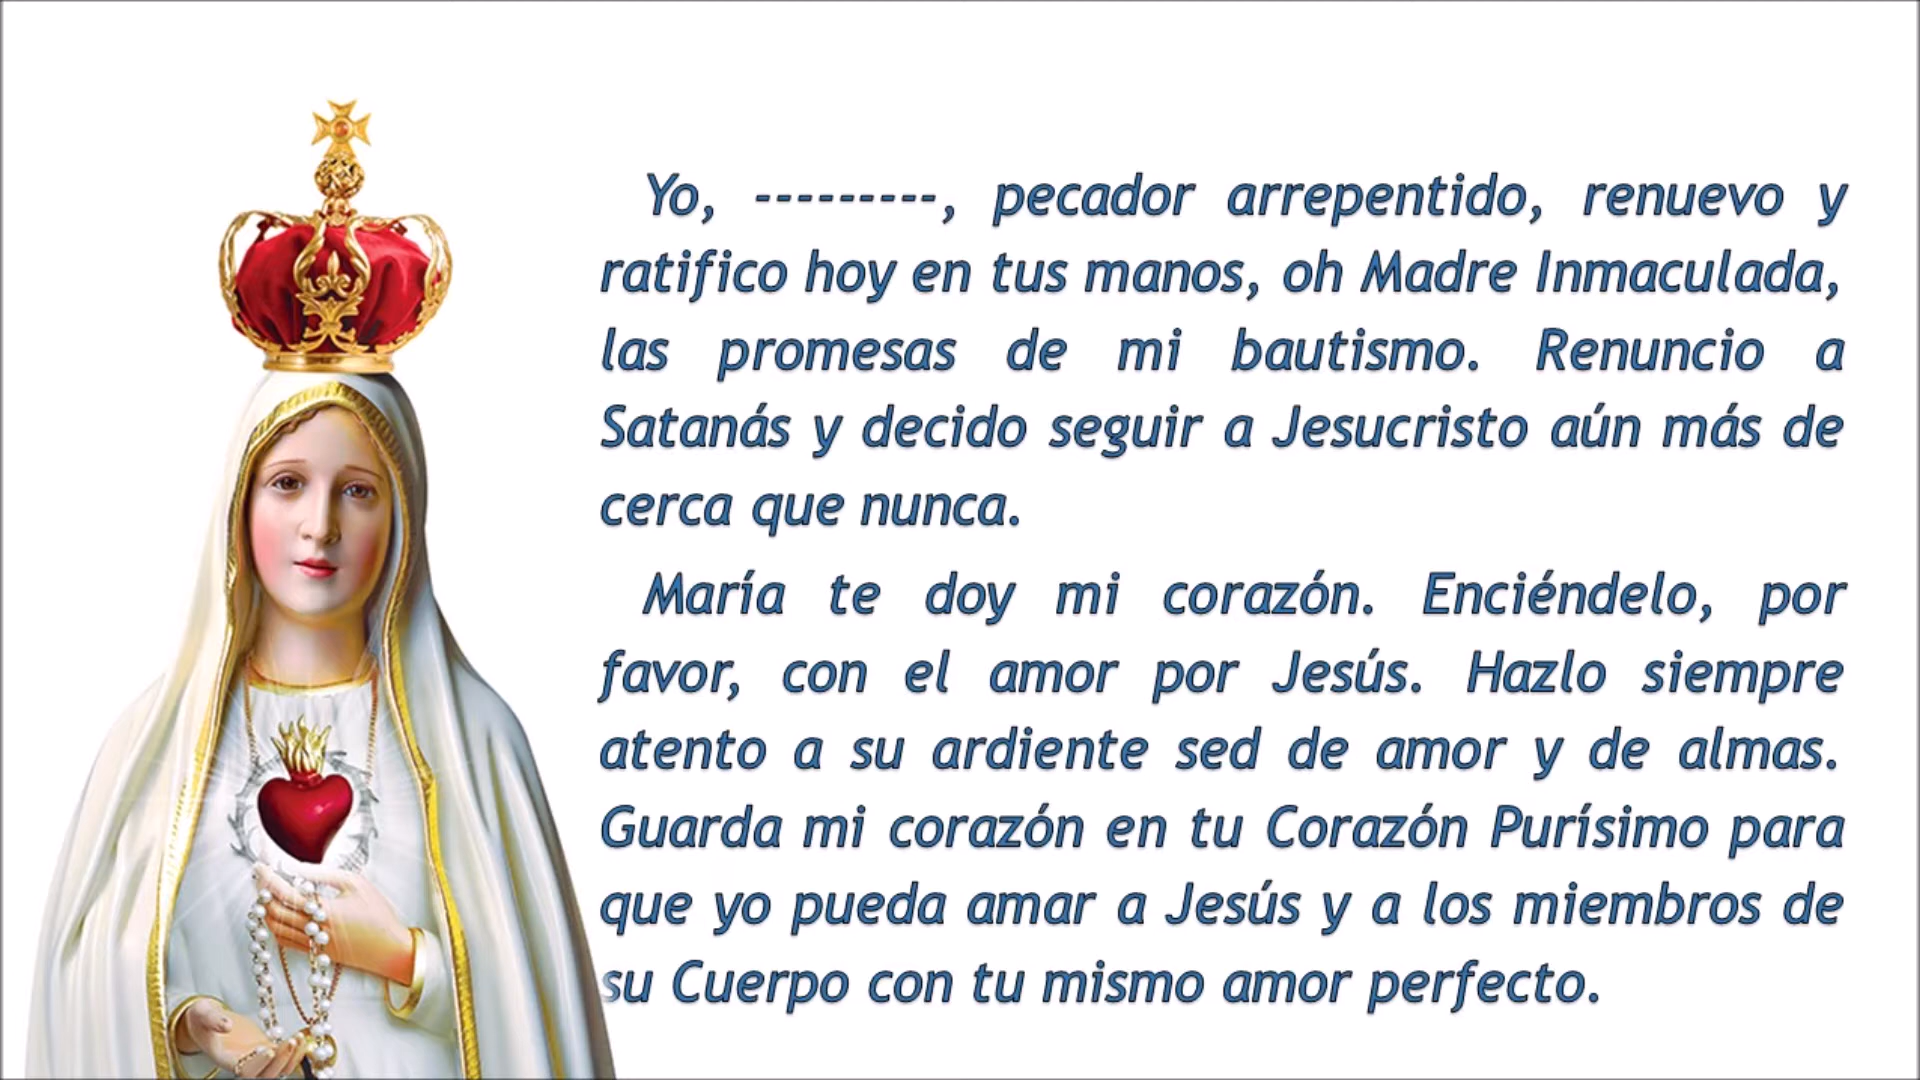 Yo, ---------, pecador arrepentido, renuevo y
ratifico hoy en tus manos, oh Madre Inmaculada,
las promesas de mi bautismo. Renuncio a
Satanás y decido seguir a Jesucristo aún más de
cerca que nunca.
María te doy mi corazón. Enciéndelo, por
favor, con el amor por Jesús. Hazlo siempre
atento a su ardiente sed de amor y de almas.
Guarda mi corazón en tu Corazón Purísimo para
que yo pueda amar a Jesús y a los miembros de
su Cuerpo con tu mismo amor perfecto.